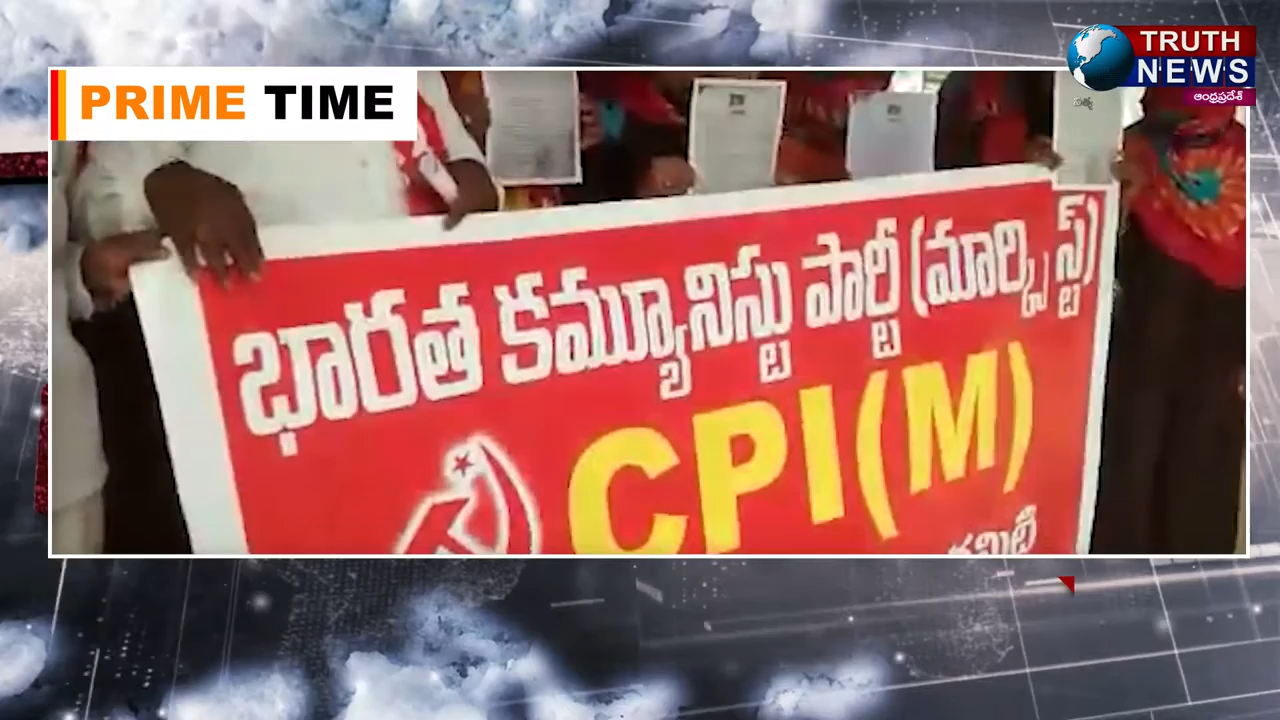 TRUTH
NEWS
ఆంధ్రప్రదేశ్
PRIME TIME
భారత కమ్యూనిస్టు పార్టీ (మార్క్సిస్ట్)
CPI(M)